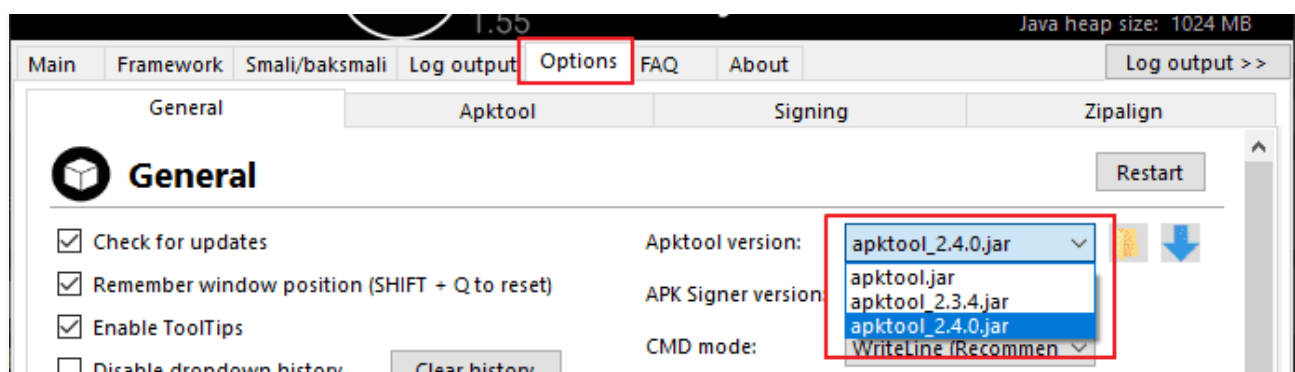 1.55
Java heap size: 1024 MB
Main Framework Smali/baksmali Log output Options FAQ About Log output >>
General Apktool Signing Zipalign
General Restart
Check for updates Apktool version: apktool_2.4.0.jar
apktool.jar
Remember window position (SHIFT + Q to reset) APK Signer version: apktool_2.3.4.jar
Enable ToolTips apktool_2.4.0.jar
CMD mode: WriteLine (Recommen
Disable dropdown history Clear history